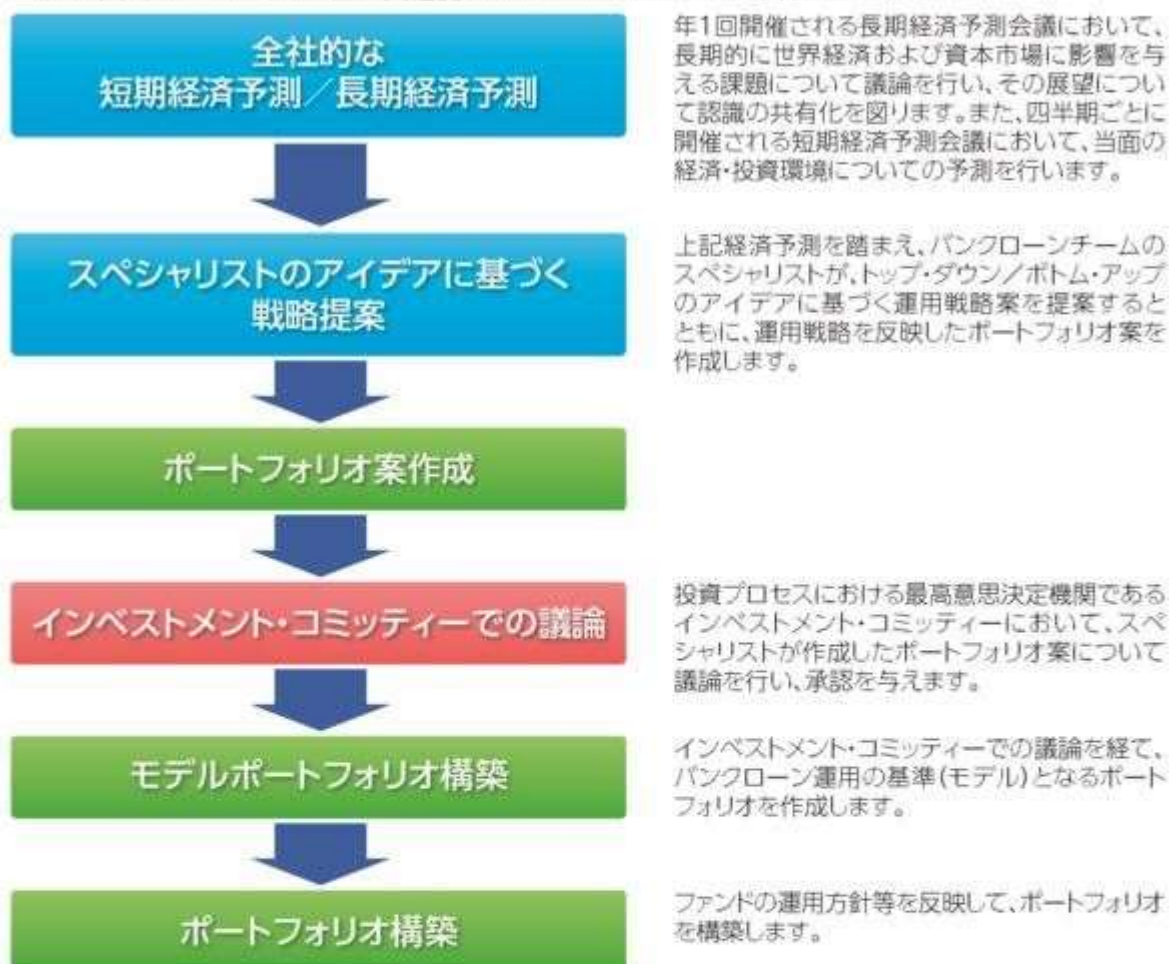 全社的な
短期経済予測／長期経済予測
年1回開催される長期経済予測会議において、
長期的に世界経済および資本市場に影響を与
える課題について議論を行い、その展望につい
て認識の共有化を図ります。また、四半期ごとに
開催される短期経済予測会議において、当面の
経済・投資環境についての予測を行います。
スペシャリストのアイデアに基づく
戦略提案
上記経済予測を踏まえ、バンクローンチームの
スペシャリストが、トップ・ダウン／ボトム・アップ
のアイデアに基づく運用戦略案を提案すると
ともに、運用戦略を反映したポートフォリオ案を
作成します。
ポートフォリオ案作成
インベストメント・コミッティーでの議論
投資プロセスにおける最高意思決定機関である
インベストメント・コミッティーにおいて、スペ
シャリストが作成したポートフォリオ案について
議論を行い、承認を与えます。
モデルポートフォリオ構築
インベストメント・コミッティーでの議論を経て、
バンクローン運用の基準(モデル)となるポート
フォリオを作成します。
ポートフォリオ構築
ファンドの運用方針等を反映して、ポートフォリオ
を構築します。